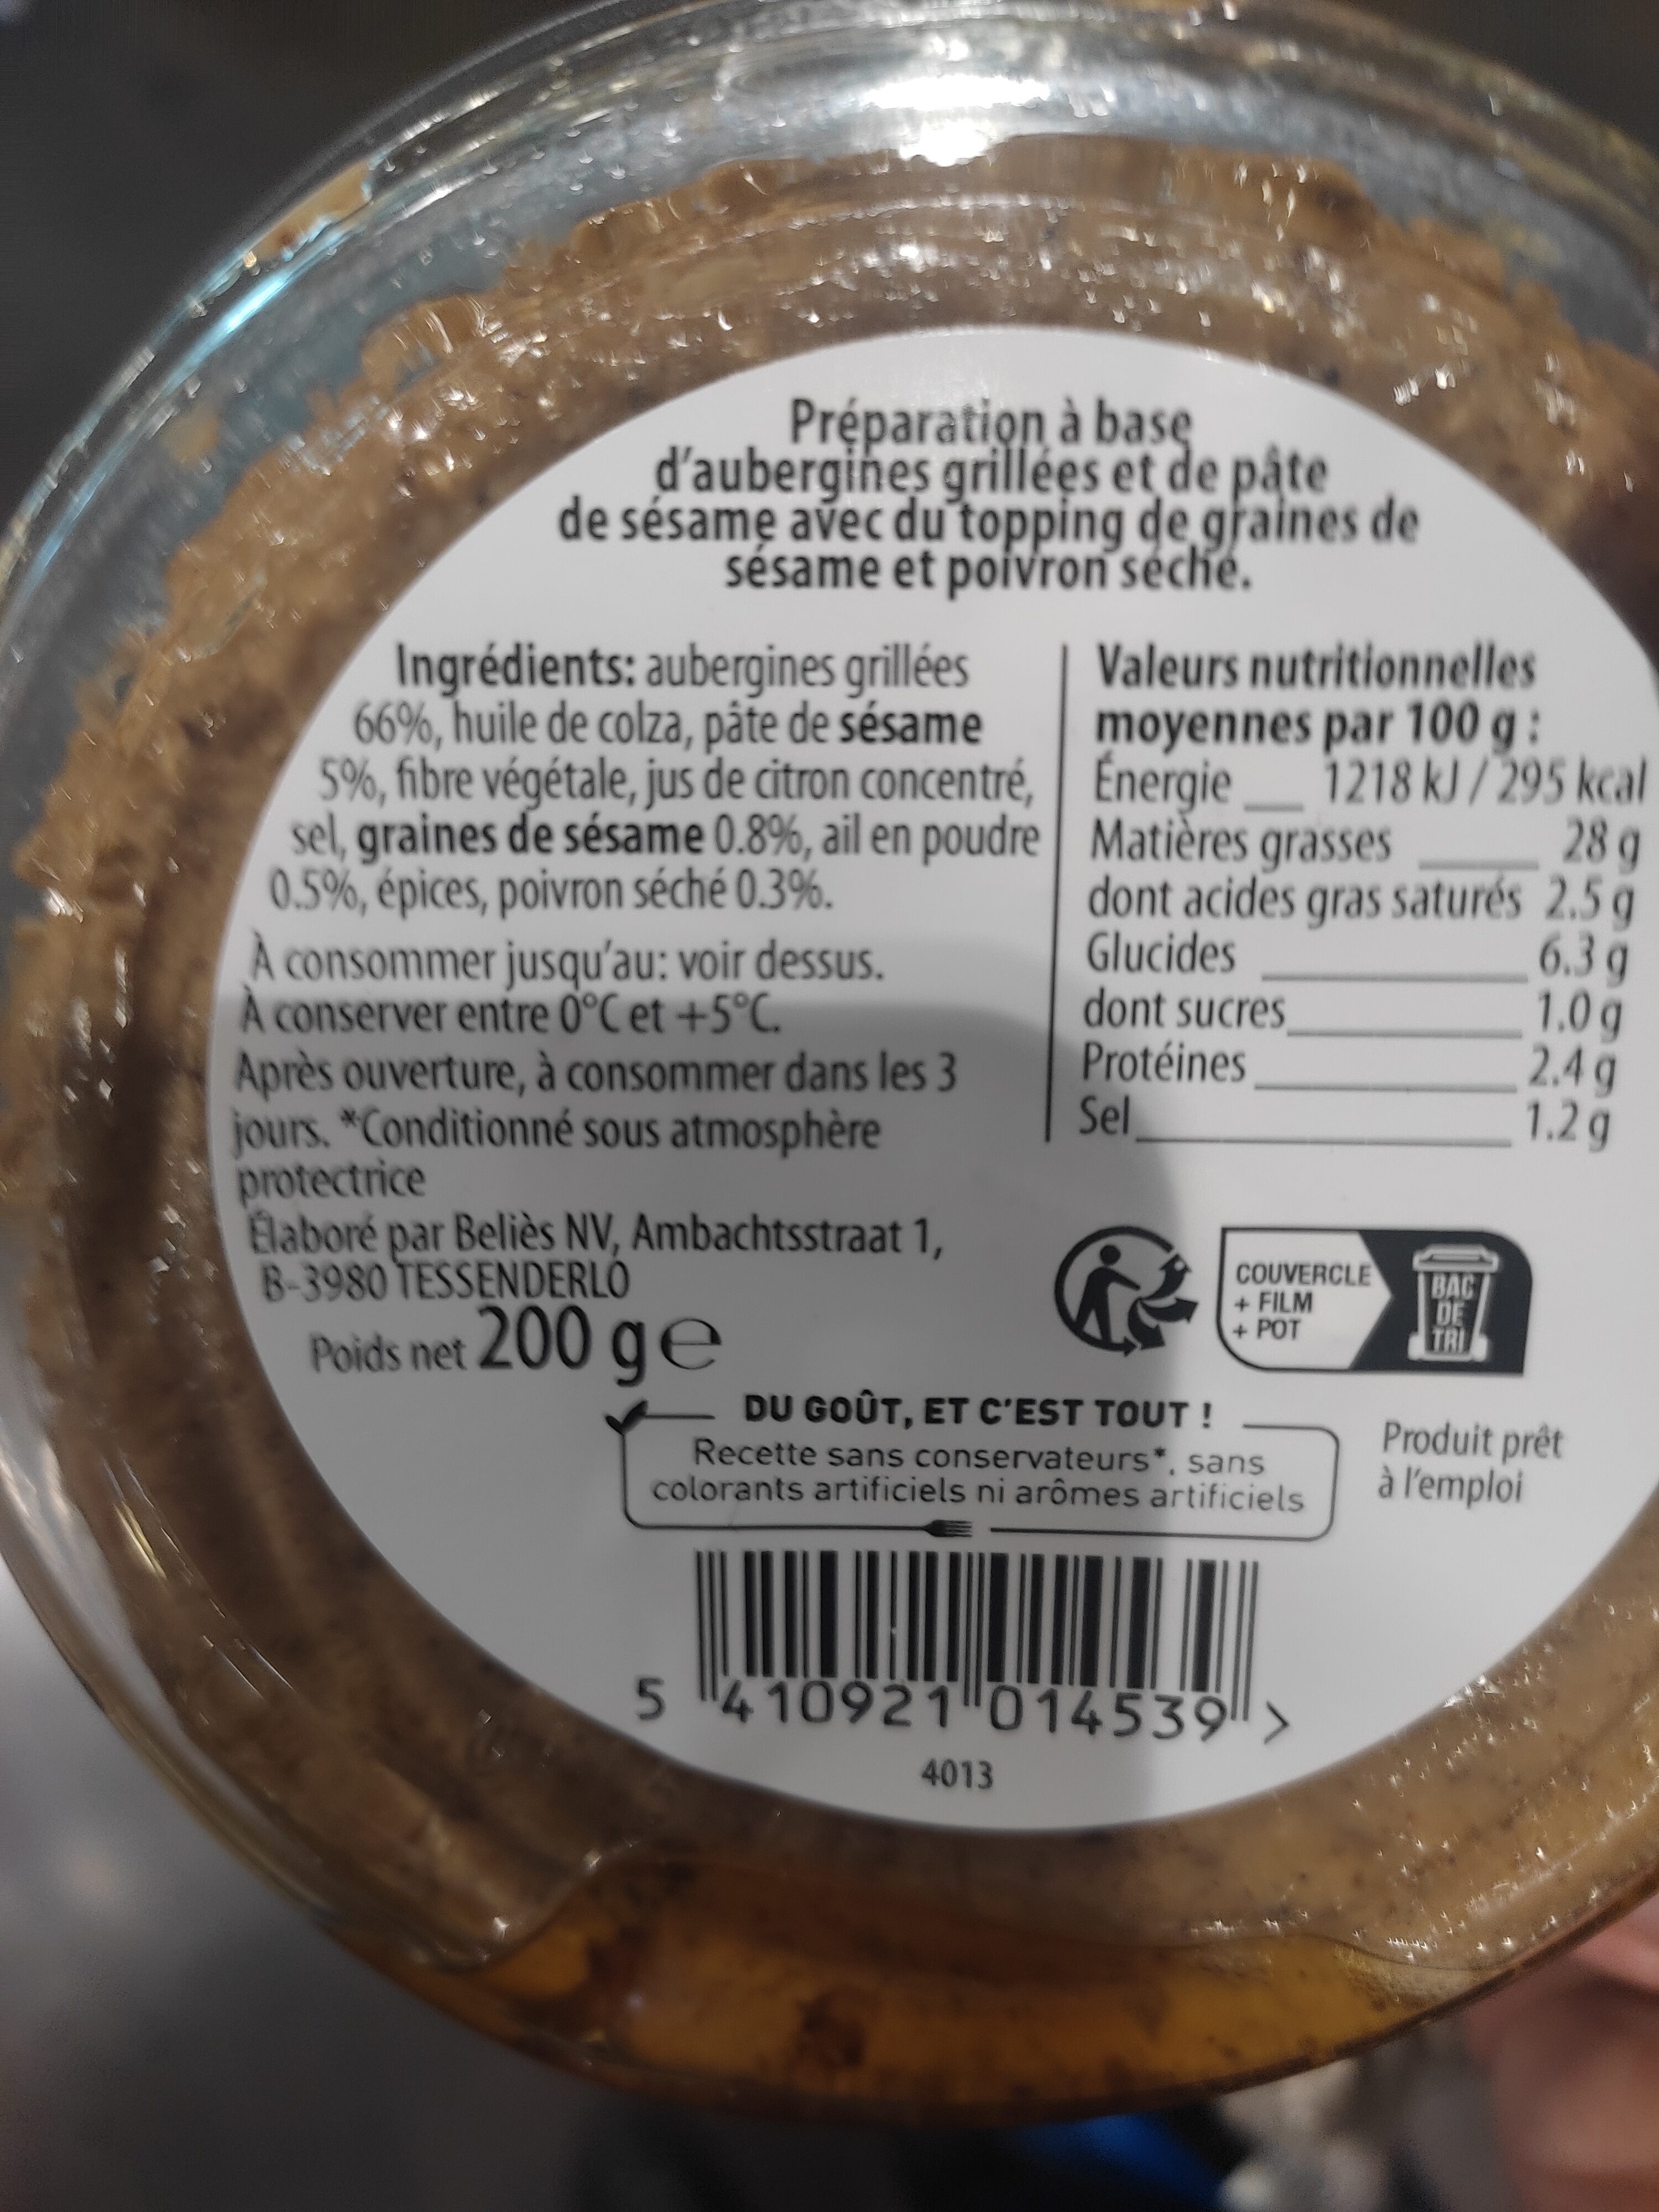 Préparation à base
d'aubergines grillées et de pâte
de sésame avec du topping de graines de
sésame et poivron séché.
Ingrédients: aubergines grillées
66%, huile de colza, pâte de sésame
5%, fibre végétale, jus de citron concentré,
sel, graines de sésame 0.8%, ail en poudre
0.5%, épices, poivron séché 0.3%.
À consommer jusqu'au: voir dessus.
À conserver entre 0°C et +5°C.
Après ouverture, à consommer dans les 3
jours. *Conditionné sous atmosphère
protectrice
Élaboré par Beliès NV, Ambachtsstraat 1,
B-3980 TESSENDERLO
Poids net 200 g e
Valeurs nutritionnelles
moyennes par 100 g :
Énergie __ 1218 kJ / 295 kcal
Matières grasses ____ 28 g
dont acides gras saturés 2.5 g
Glucides ________ 6.3 g
dont sucres_______ 1.0 g
Protéines ________ 2.4 g
Sel____________ 1.2 g
COUVERCLE
+ FILM
+ POT
BAC
DE
TRI
DU GOÛT, ET C'EST TOUT !
Recette sans conservateurs*, sans
colorants artificiels ni arômes artificiels
Produit prêt
à l'emploi
5 410921 014539 >
4013